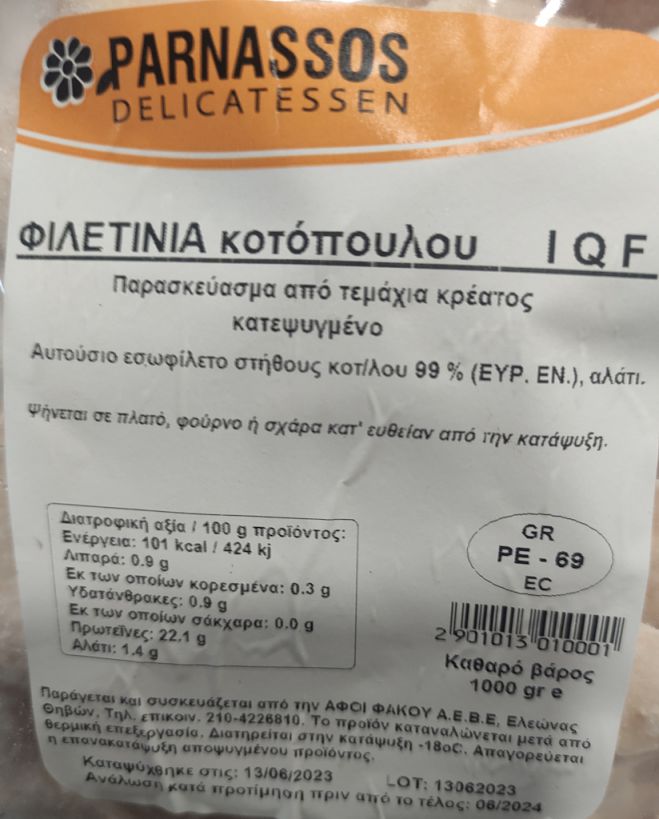 PARNASSOS
DELICATESSEN
ΦΙΛΕΤΙΝΙΑ κοτόπουλου I Q F
Παρασκεύασμα από τεμάχια κρέατος
κατεψυγμένο
Αυτούσιο εσωφίλετο στήθους κοτ/λου 99 % (ΕΥΡ. ΕΝ.), αλάτι.
Ψήνεται σε πλατό, φούρνο ή σχάρα κατ' ευθείαν από την κατάψυξη.
Διατροφική αξία / 100 g προϊόντος:
Ενέργεια: 101 kcal / 424 kj
Λιπαρά: 0.9 g
Εκ των οποίων κορεσμένα: 0.3 g
Υδατάνθρακες: 0.9 g
Εκ των οποίων σάκχαρα: 0.0 g
Πρωτεΐνες: 22.1 g
Αλάτι: 1.4 g
GR
PE - 69
EC
2 901013 010001
Καθαρό βάρος
1000 gr e
Παράγεται και συσκευάζεται από την ΑΦΟΙ ΦΑΚΟΥ Α.Ε.Β.Ε, Ελεώνας
Θηβών, Τηλ. επικοιν. 210-4226810. Το προϊόν καταναλώνεται μετά από
θερμική επεξεργασία. Διατηρείται στην κατάψυξη -18oC. Απαγορεύεται
η επανακατάψυξη αποψυγμένου προϊόντος.
Καταψύχθηκε στις: 13/06/2023 LOT: 13062023
Ανάλωση κατά προτίμηση πριν από το τέλος: 06/2024